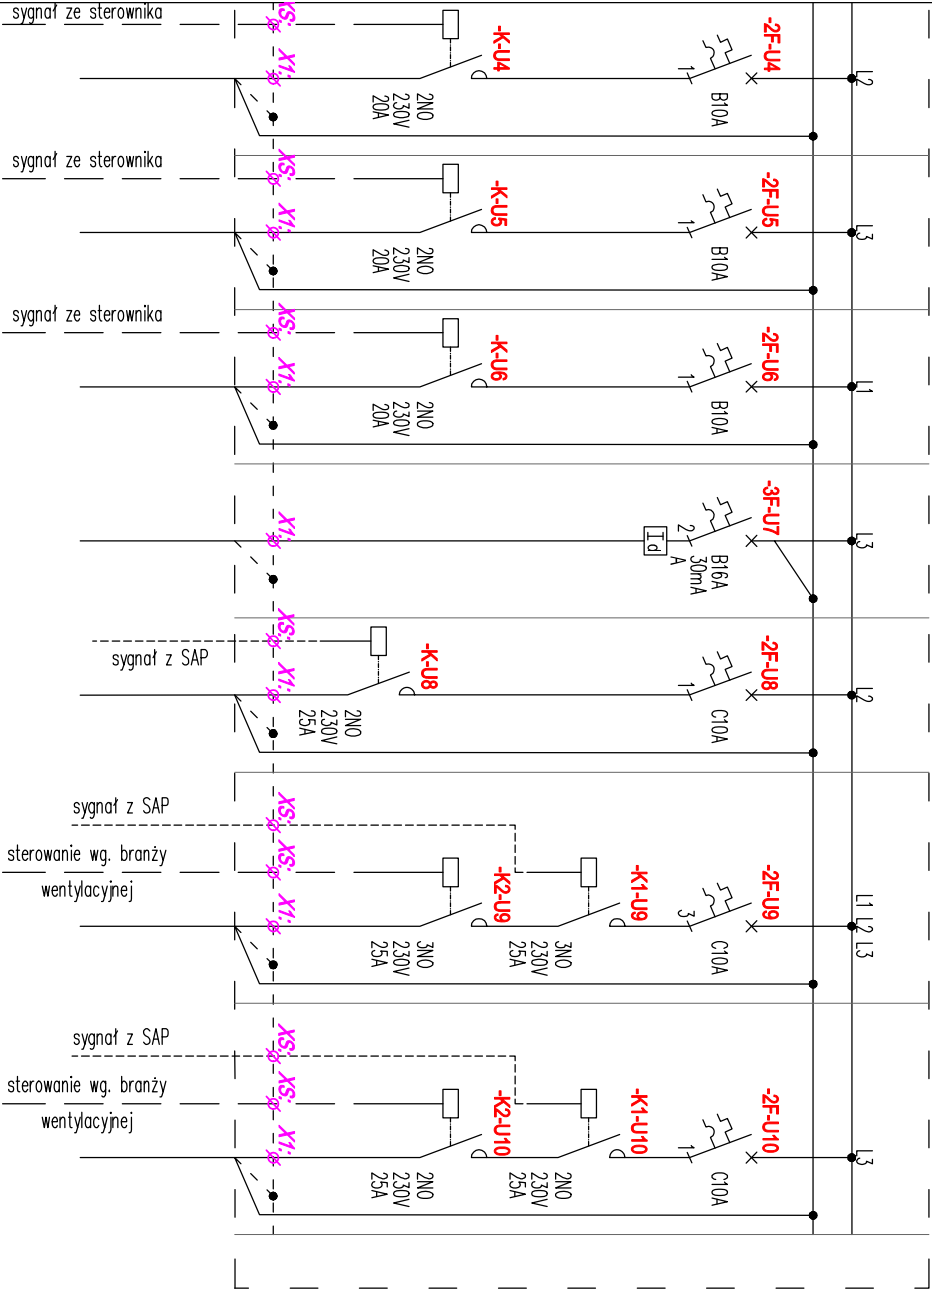 sygnał ze sterownika
XS:
X1:
-K-U4
2NO
230V
20A
-2F-U4
1
B10A
L2
sygnał ze sterownika
XS:
X1:
-K-U5
2NO
230V
20A
-2F-U5
1
B10A
L3
sygnał ze sterownika
XS:
X1:
-K-U6
2NO
230V
20A
-2F-U6
1
B10A
L1
X1:
Id
-3F-U7
2
B16A
30mA
A
L3
XS:
sygnał z SAP
X1:
-K-U8
2NO
230V
25A
-2F-U8
1
C10A
L2
sygnał z SAP
XS:
sterowanie wg. branży
wentylacyjnej
XS:
X1:
-K2-U9
3NO
230V
25A
-K1-U9
3NO
230V
25A
-2F-U9
3
C10A
L1 L2 L3
sygnał z SAP
XS:
sterowanie wg. branży
wentylacyjnej
XS:
X1:
-K2-U10
2NO
230V
25A
-K1-U10
2NO
230V
25A
-2F-U10
1
C10A
L3